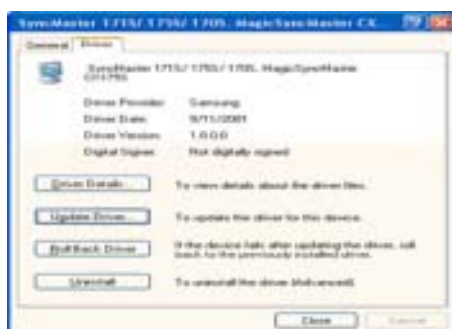 SyncMaster 171S/ 175S/ 170S, MagicSyncMaster CX...
General Driver
SyncMaster 171S/ 175S/ 170S, MagicSyncMaster
Driver Provider: Samsung
Driver Date: 9/11/2001
Driver Version: 1.0.0.0
Digital Signer: Not digitally signed
Driver Details... To view details about the driver files.
Update Driver... To update the driver for this device.
Roll Back Driver If the device fails after updating the driver, roll
back to the previously installed driver.
Uninstall To uninstall the driver (Advanced).
Close Cancel